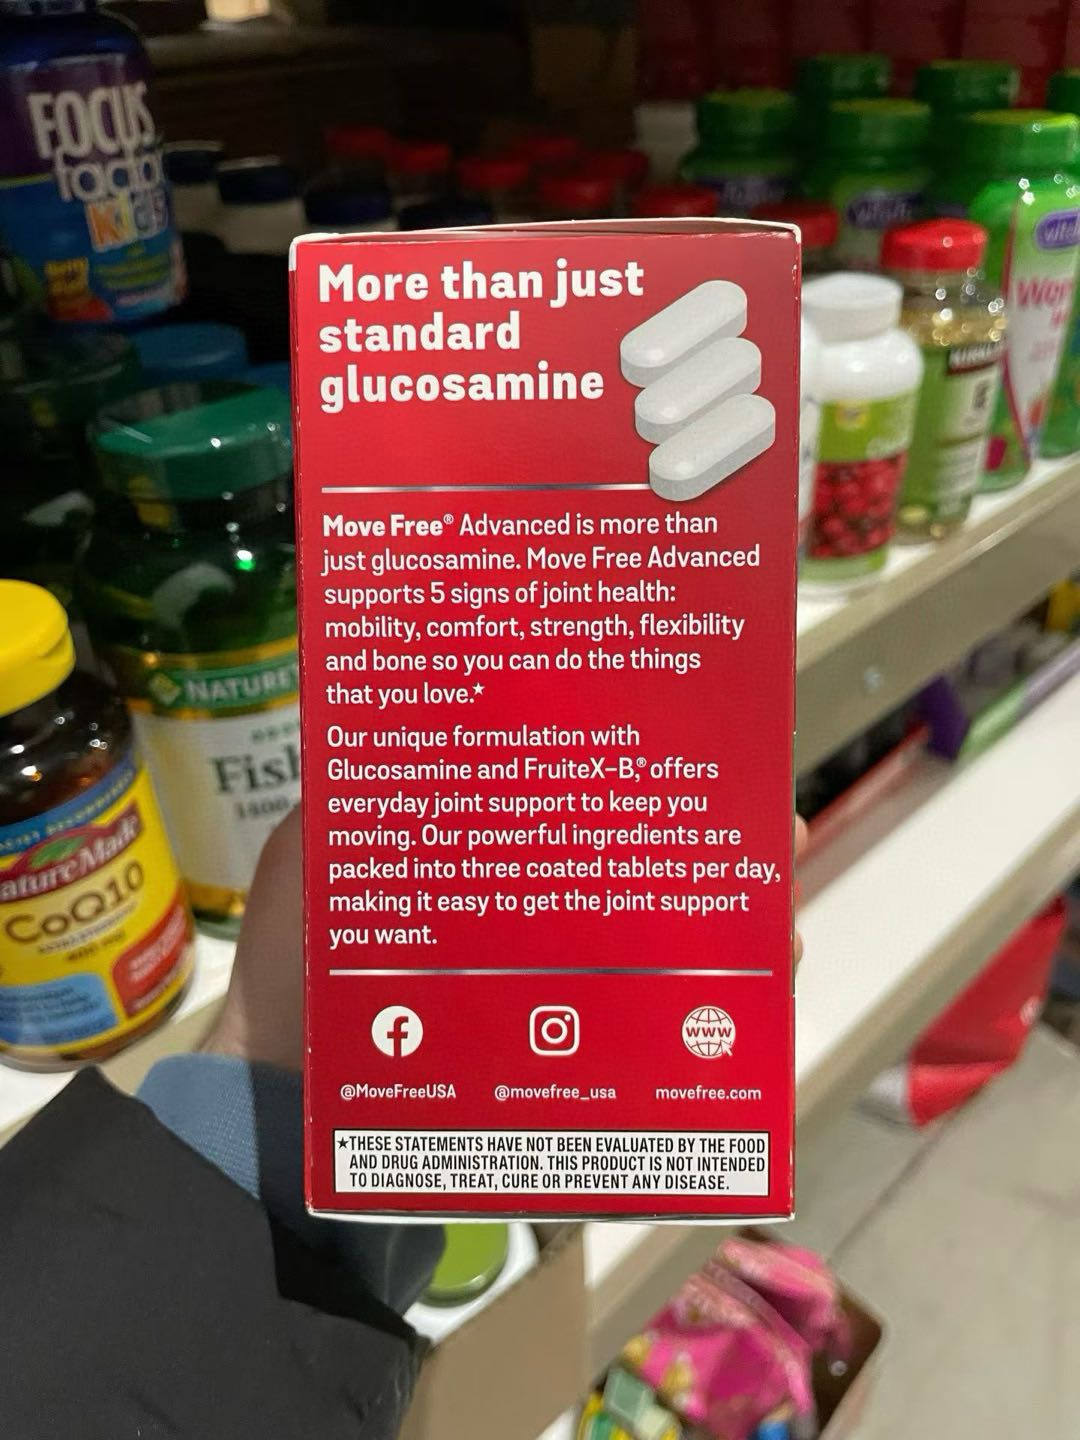 More than just
standard
glucosamine
Move Free® Advanced is more than
just glucosamine. Move Free Advanced
supports 5 signs of joint health:
mobility, comfort, strength, flexibility
and bone so you can do the things
that you love.★
Our unique formulation with
Glucosamine and FruiteX-B,® offers
everyday joint support to keep you
moving. Our powerful ingredients are
packed into three coated tablets per day,
making it easy to get the joint support
you want.
www
@MoveFreeUSA @movefree_usa movefree.com
★THESE STATEMENTS HAVE NOT BEEN EVALUATED BY THE FOOD
AND DRUG ADMINISTRATION. THIS PRODUCT IS NOT INTENDED
TO DIAGNOSE, TREAT, CURE OR PREVENT ANY DISEASE.
FOCUS
factor
Kids
NATURE
Fish
ature Made
CoQ10